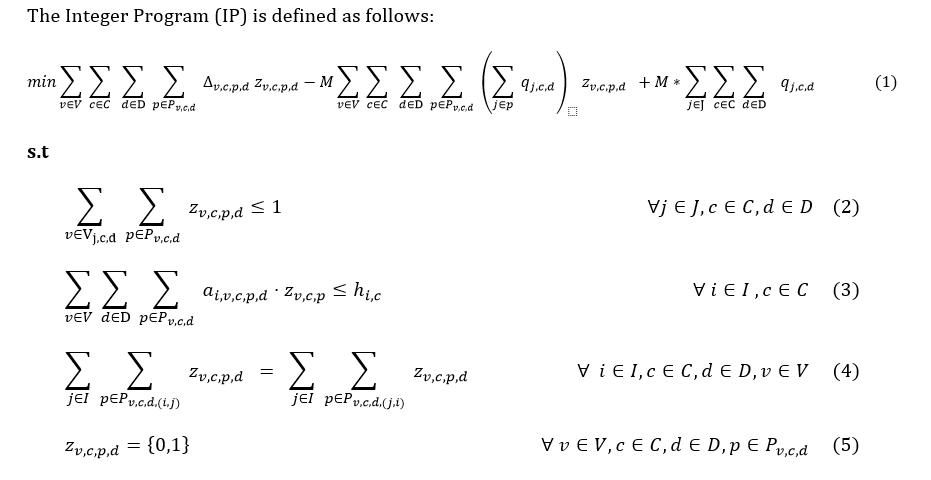 The Integer Program (IP) is defined as follows:
min ∑_{v∈V} ∑_{c∈C} ∑_{d∈D} ∑_{p∈P_{v,c,d}} Δ_{v,c,p,d} z_{v,c,p,d} − M ∑_{v∈V} ∑_{c∈C} ∑_{d∈D} ∑_{p∈P_{v,c,d}} (∑_{j∈p} q_{j,c,d}) z_{v,c,p,d} + M * ∑_{j∈J} ∑_{c∈C} ∑_{d∈D} q_{j,c,d} (1)
s.t
∑_{v∈V_{j,c,d}} ∑_{p∈P_{v,c,d}} z_{v,c,p,d} ≤ 1 ∀j ∈ J, c ∈ C, d ∈ D (2)
∑_{v∈V} ∑_{d∈D} ∑_{p∈P_{v,c,d}} a_{i,v,c,p,d} · z_{v,c,p} ≤ h_{i,c} ∀ i ∈ I , c ∈ C (3)
∑_{j∈I} ∑_{p∈P_{v,c,d,(i,j)}} z_{v,c,p,d} = ∑_{j∈I} ∑_{p∈P_{v,c,d,(j,i)}} z_{v,c,p,d} ∀ i ∈ I, c ∈ C, d ∈ D, v ∈ V (4)
z_{v,c,p,d} = {0,1} ∀ v ∈ V, c ∈ C, d ∈ D, p ∈ P_{v,c,d} (5)